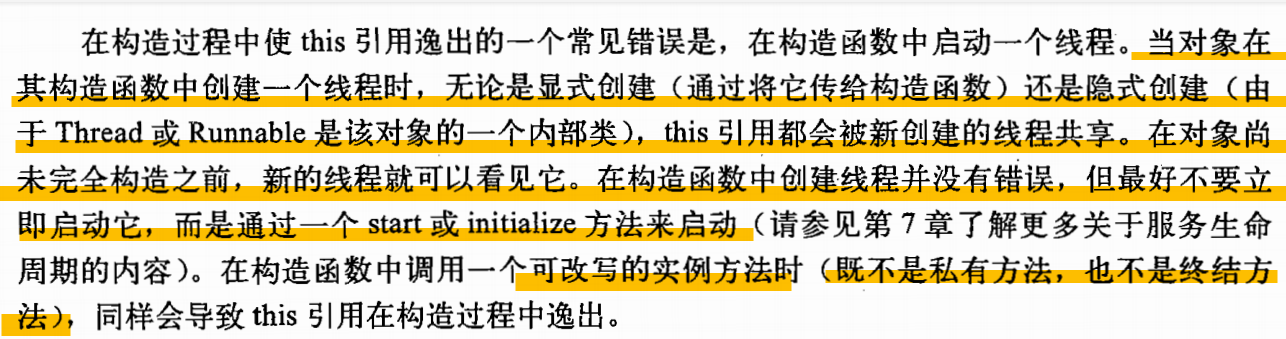 在构造过程中使 this 引用逸出的一个常见错误是，在构造函数中启动一个线程。当对象在
其构造函数中创建一个线程时，无论是显式创建（通过将它传给构造函数）还是隐式创建（由
于 Thread 或 Runnable 是该对象的一个内部类），this 引用都会被新创建的线程共享。在对象尚
未完全构造之前，新的线程就可以看见它。在构造函数中创建线程并没有错误，但最好不要立
即启动它，而是通过一个 start 或 initialize 方法来启动（请参见第 7 章了解更多关于服务生命
周期的内容）。在构造函数中调用一个可改写的实例方法时（既不是私有方法，也不是终结方
法），同样会导致 this 引用在构造过程中逸出。